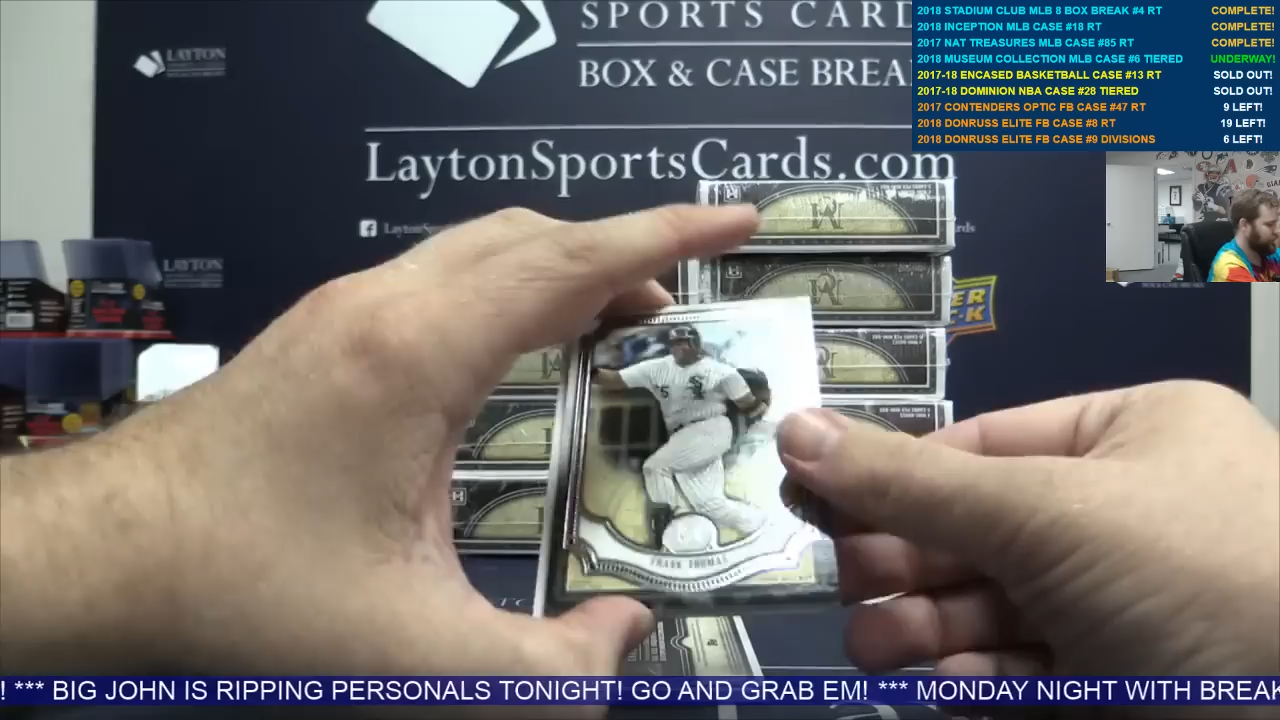 SPORTS CARD
BOX & CASE BREA
LaytonSportsCards.com
LAYTON
LAYTON
LaytonSpor
rds
2018 STADIUM CLUB MLB 8 BOX BREAK #4 RT COMPLETE!
2018 INCEPTION MLB CASE #18 RT COMPLETE!
2017 NAT TREASURES MLB CASE #85 RT COMPLETE!
2018 MUSEUM COLLECTION MLB CASE #6 TIERED UNDERWAY!
2017-18 ENCASED BASKETBALL CASE #13 RT SOLD OUT!
2017-18 DOMINION NBA CASE #28 TIERED SOLD OUT!
2017 CONTENDERS OPTIC FB CASE #47 RT 9 LEFT!
2018 DONRUSS ELITE FB CASE #8 RT 19 LEFT!
2018 DONRUSS ELITE FB CASE #9 DIVISIONS 6 LEFT!
FRANK THOMAS
! *** BIG JOHN IS RIPPING PERSONALS TONIGHT! GO AND GRAB EM! *** MONDAY NIGHT WITH BREAK